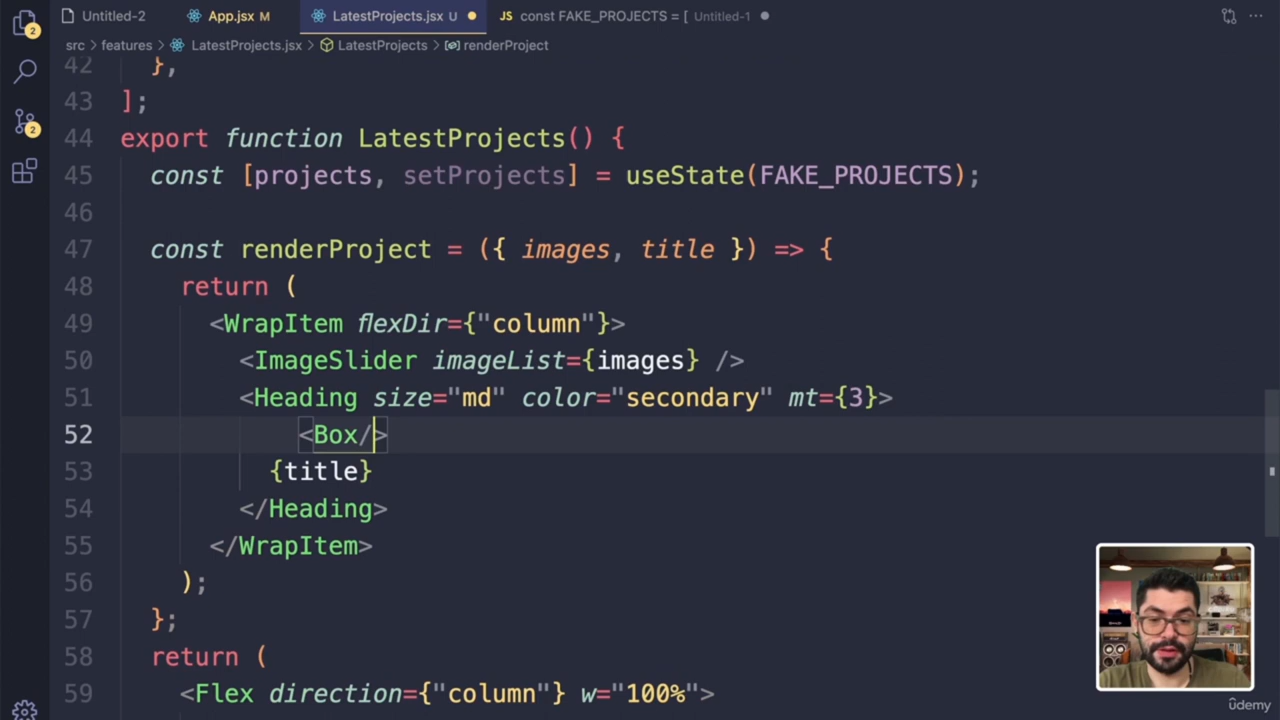 Untitled-2
App.jsx M
LatestProjects.jsx U
const FAKE_PROJECTS = [ Untitled-1
src > features > LatestProjects.jsx > LatestProjects > renderProject
2
2
42 },
43 ];
44 export function LatestProjects() {
45 const [projects, setProjects] = useState(FAKE_PROJECTS);
46
47 const renderProject = ({ images, title }) => {
48 return (
49 <WrapItem flexDir={"column"}>
50 <ImageSlider imageList={images} />
51 <Heading size="md" color="secondary" mt={3}>
52 <Box/>
53 {title}
54 </Heading>
55 </WrapItem>
56 );
57 };
58 return (
59 <Flex direction={"column"} w="100%">
ûdemy